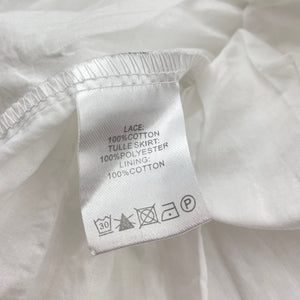 LACE:
100%COTTON
TULLE SKIRT:
100%POLYESTER
LINING:
100%COTTON
30 P